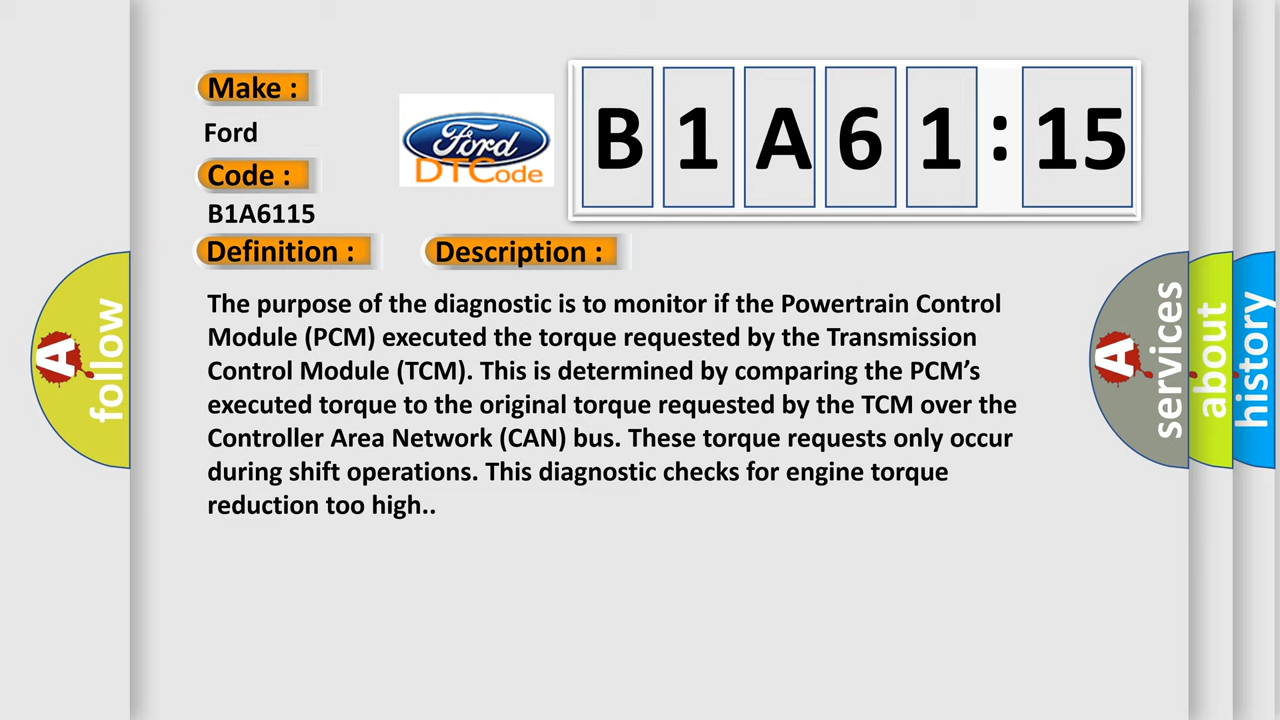 Make :
Ford
Code :
B1A6115
Ford
DTCode
B1A61:15
Definition :
Description :
The purpose of the diagnostic is to monitor if the Powertrain Control
Module (PCM) executed the torque requested by the Transmission
Control Module (TCM). This is determined by comparing the PCM’s
executed torque to the original torque requested by the TCM over the
Controller Area Network (CAN) bus. These torque requests only occur
during shift operations. This diagnostic checks for engine torque
reduction too high..
A follow
A services
about
history